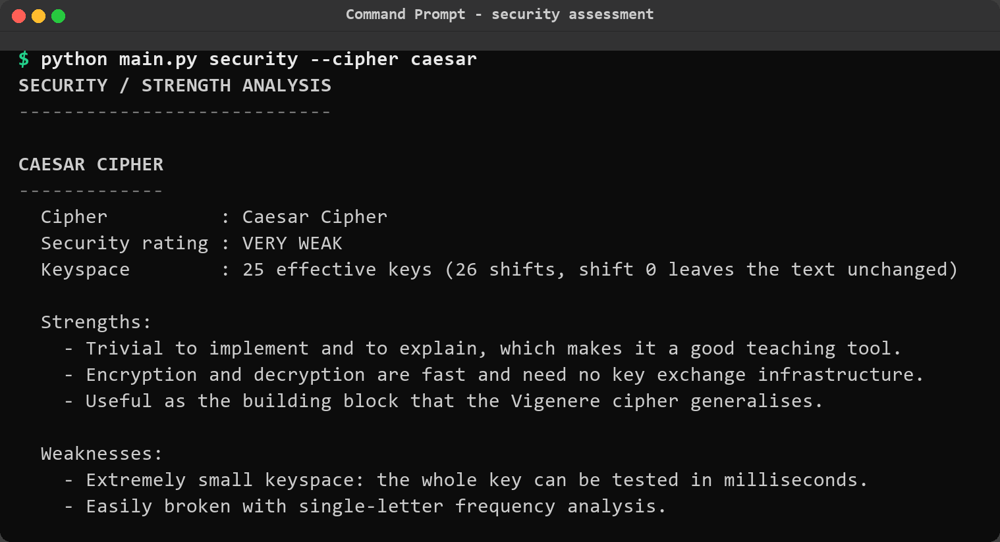 Command Prompt - security assessment
$ python main.py security --cipher caesar
SECURITY / STRENGTH ANALYSIS
----------------------------
CAESAR CIPHER
-------------
Cipher          : Caesar Cipher
Security rating : VERY WEAK
Keyspace        : 25 effective keys (26 shifts, shift 0 leaves the text unchanged)
Strengths:
- Trivial to implement and to explain, which makes it a good teaching tool.
- Encryption and decryption are fast and need no key exchange infrastructure.
- Useful as the building block that the Vigenere cipher generalises.
Weaknesses:
- Extremely small keyspace: the whole key can be tested in milliseconds.
- Easily broken with single-letter frequency analysis.